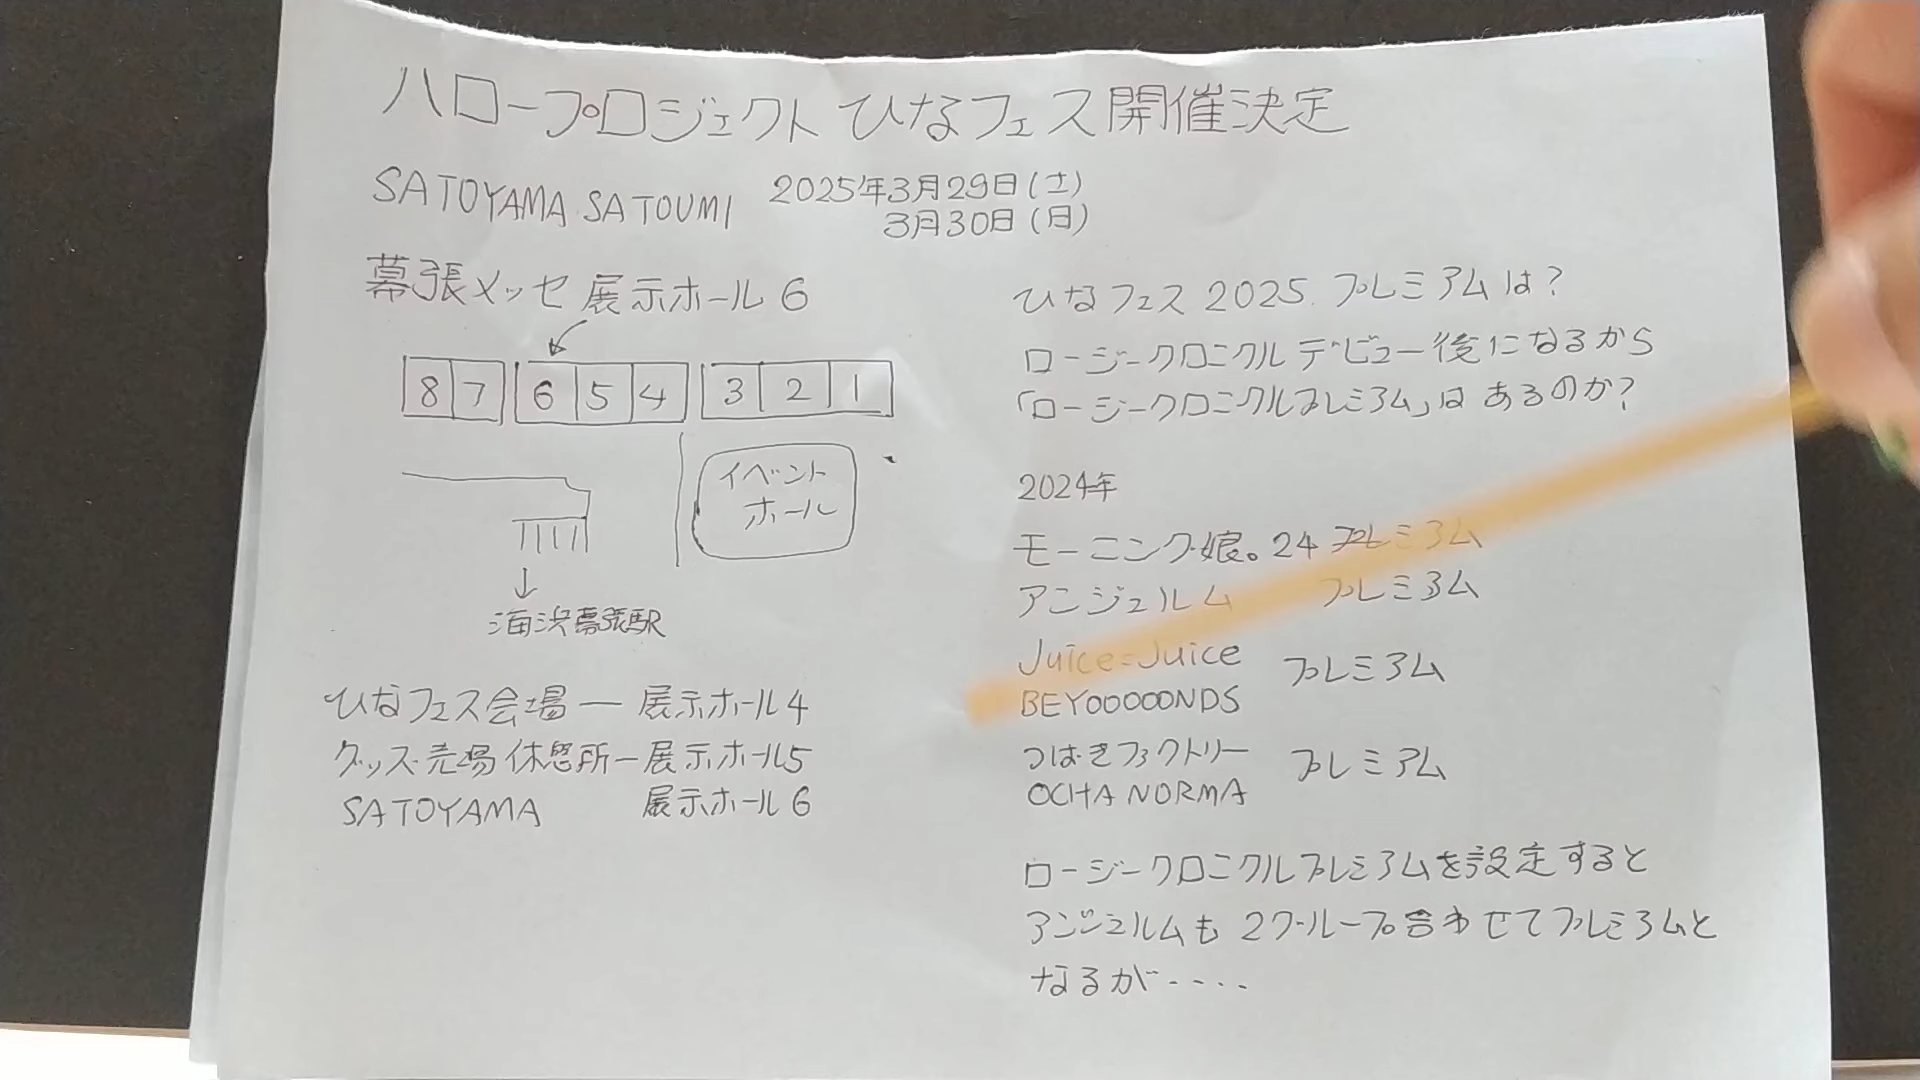 ハロープロジェクト ひなフェス開催決定
SATOYAMA SATOUMI 2025年3月29日(土)
3月30日(日)
幕張メッセ 展示ホール 6
8 7 6 5 4 3 2 1
イベント
ホール
海浜幕張駅
ひなフェス会場 ー 展示ホール4
グッズ売場 休憩所ー展示ホール5
SATOYAMA 展示ホール6
ひなフェス 2025. プレミアムは?
ロージークロニクル デビュー後になるから
「ロージークロニクルプレミアム」は あるのか?
2024年
モーニング娘。24 プレミアム
アンジュルム プレミアム
Juice=Juice
BEYOOOOONDS プレミアム
つばきファクトリー
OCHA NORMA プレミアム
ロージークロニクルプレミアムを設定すると
アンジュルムも 2グループ合わせてプレミアムと
なるが・・・・